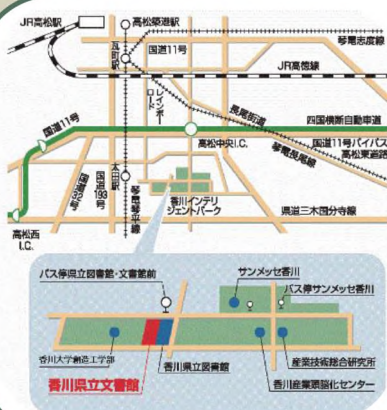 JR高松駅
高松築港駅
瓦町駅
国道11号
琴電志度線
JR高徳線
レインボーロード
長尾街道
四国横断自動車道
国道11号
国道11号バイパス
高松中央I.C.
高松東道路
琴電長尾線
太田駅
国道32号
国道193号
琴電琴平線
香川インテリジェントパーク
県道三木国分寺線
高松西I.C.
バス停県立図書館・文書館前
サンメッセ香川
バス停サンメッセ香川
香川大学創造工学部
香川県立図書館
産業技術総合研究所
香川県立文書館
香川産業頭脳化センター